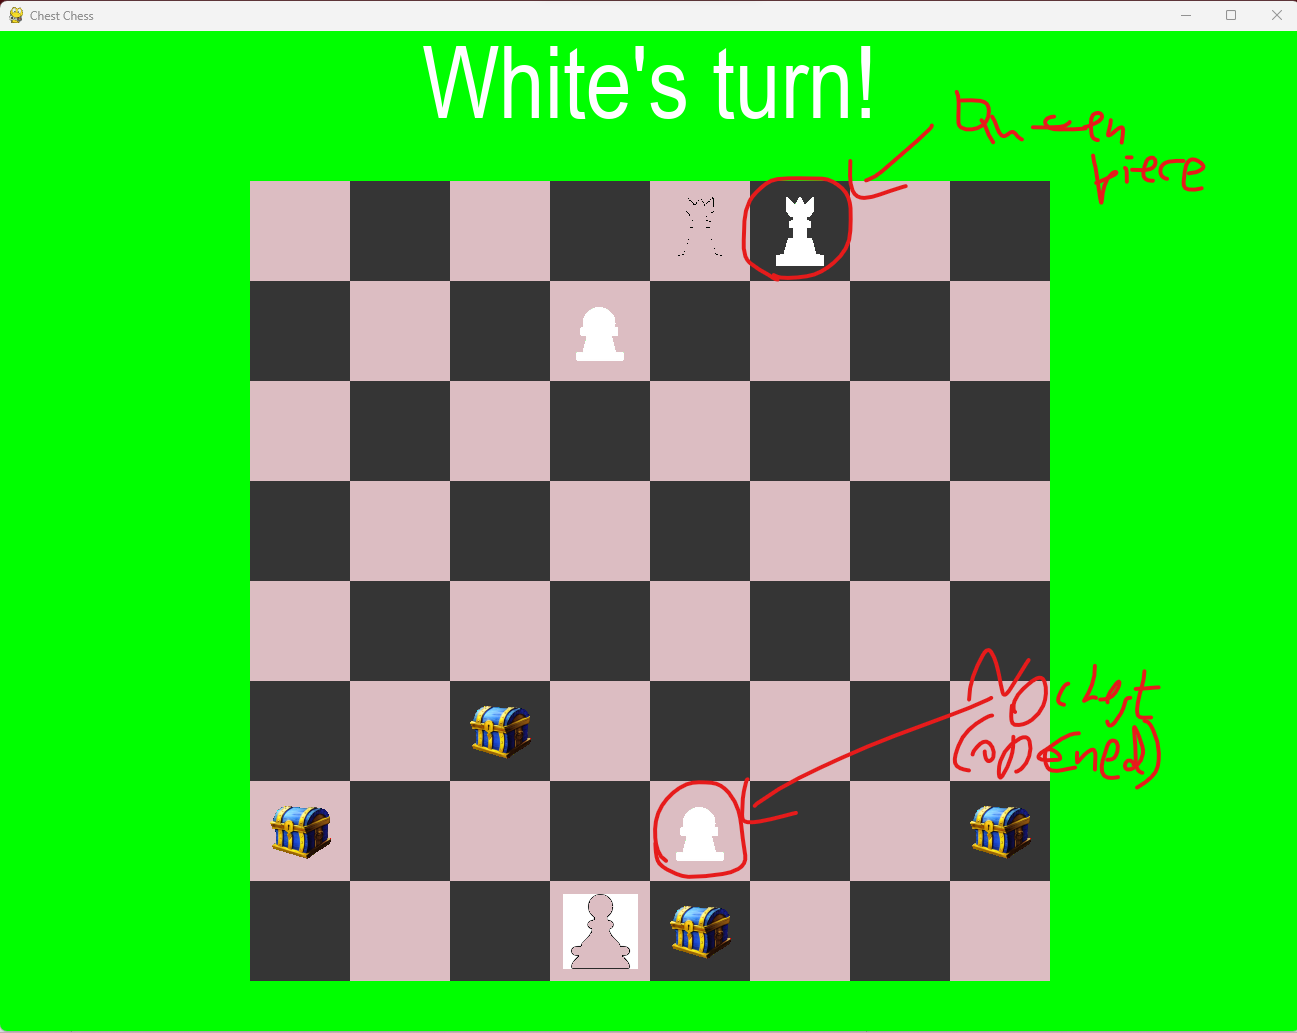 Chest Chess
White's turn!
Queen
piece
No chest
(opened)